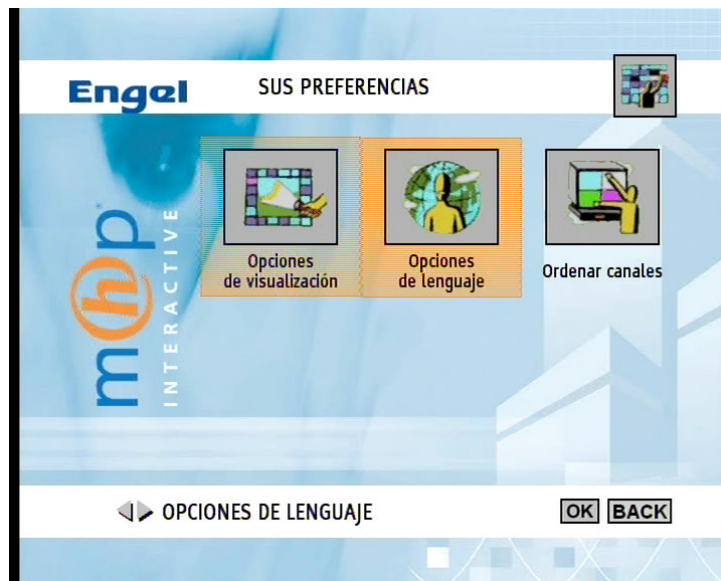 Engel
SUS PREFERENCIAS
mhp
INTERACTIVE
Opciones
de visualización
Opciones
de lenguaje
Ordenar canales
OPCIONES DE LENGUAJE
OK BACK